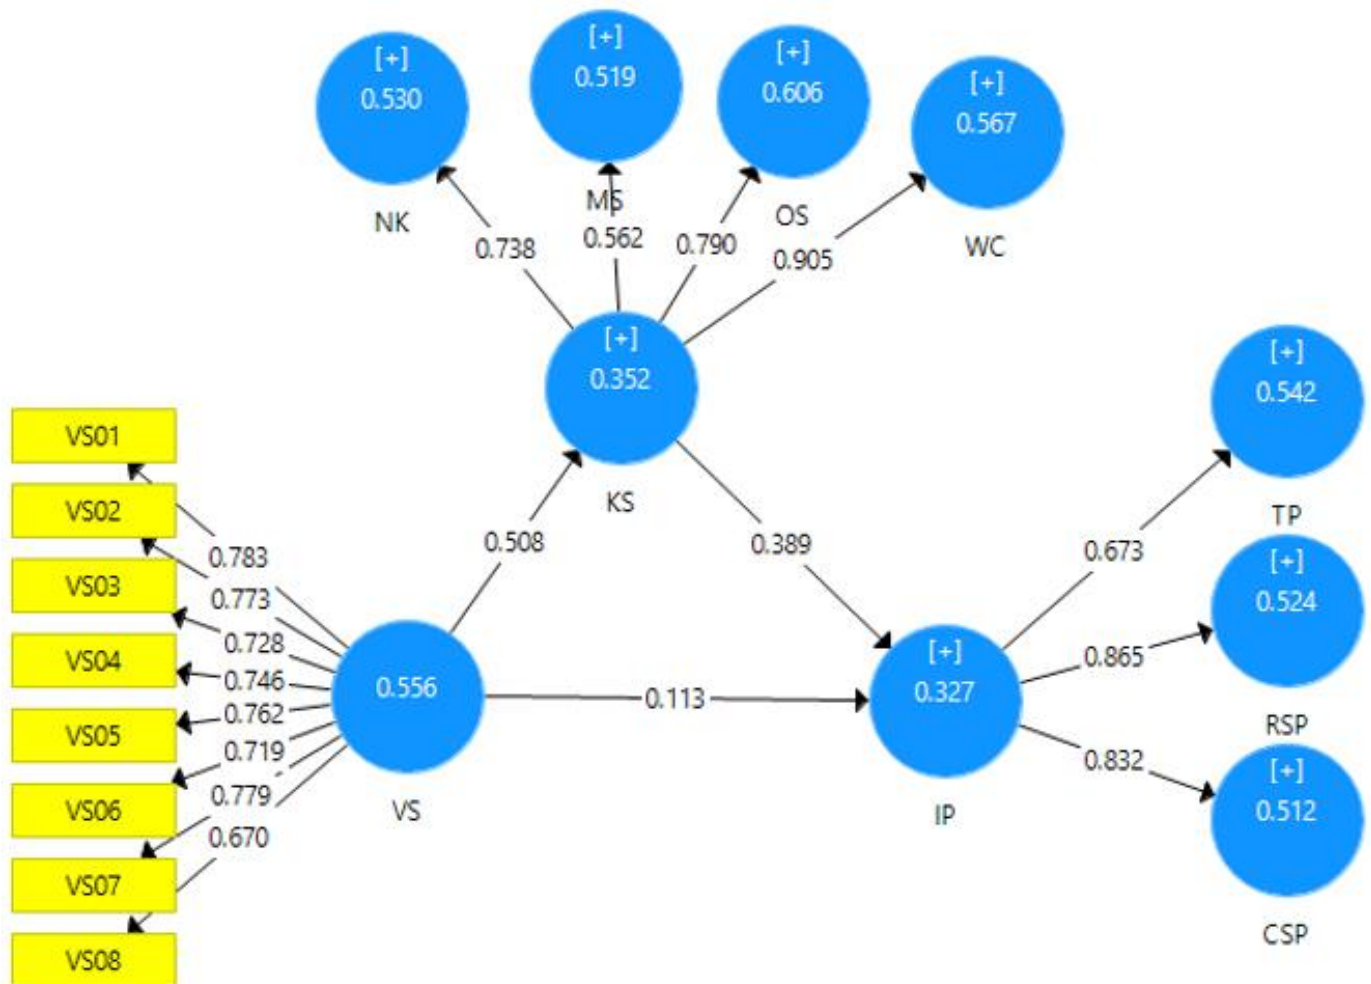 [+]
0.530
NK
[+]
0.519
MS
[+]
0.606
OS
[+]
0.567
WC
0.738
0.562
0.790
0.905
[+]
0.352
KS
[+]
0.542
TP
VS01
VS02
VS03
VS04
VS05
VS06
VS07
VS08
0.783
0.773
0.728
0.746
0.762
0.719
0.779
0.670
0.508
0.389
0.673
[+]
0.524
RSP
0.556
VS
0.113
[+]
0.327
IP
0.865
0.832
[+]
0.512
CSP